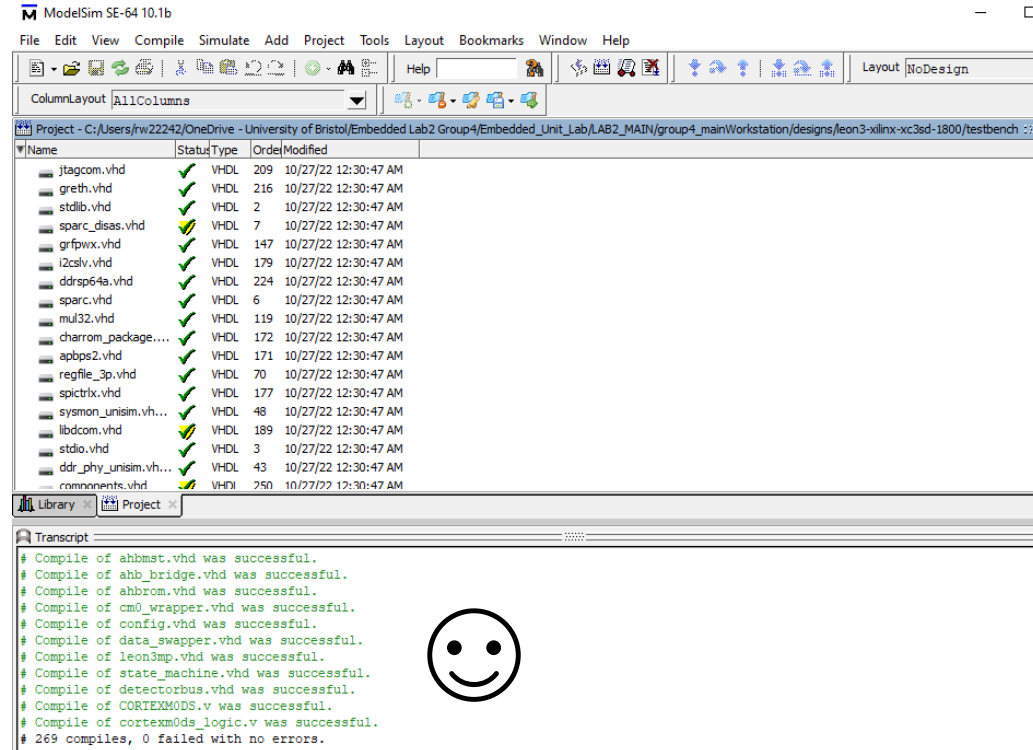 ModelSim SE-64 10.1b
File Edit View Compile Simulate Add Project Tools Layout Bookmarks Window Help
Help Layout NoDesign
ColumnLayout AllColumns
Project - C:/Users/rw22242/OneDrive - University of Bristol/Embedded Lab2 Group4/Embedded_Unit_Lab/LAB2_MAIN/group4_mainWorkstation/designs/leon3-xilinx-xc3sd-1800/testbench
Name Status Type Order Modified
jtagcom.vhd VHDL 209 10/27/22 12:30:47 AM
greth.vhd VHDL 216 10/27/22 12:30:47 AM
stdlib.vhd VHDL 2 10/27/22 12:30:47 AM
sparc_disas.vhd VHDL 7 10/27/22 12:30:47 AM
grfpwx.vhd VHDL 147 10/27/22 12:30:47 AM
i2cslv.vhd VHDL 179 10/27/22 12:30:47 AM
ddrsp64a.vhd VHDL 224 10/27/22 12:30:47 AM
sparc.vhd VHDL 6 10/27/22 12:30:47 AM
mul32.vhd VHDL 119 10/27/22 12:30:47 AM
charrom_package.... VHDL 172 10/27/22 12:30:47 AM
apbps2.vhd VHDL 171 10/27/22 12:30:47 AM
regfile_3p.vhd VHDL 70 10/27/22 12:30:47 AM
spictrlx.vhd VHDL 177 10/27/22 12:30:47 AM
sysmon_unisim.vh... VHDL 48 10/27/22 12:30:47 AM
libdcom.vhd VHDL 189 10/27/22 12:30:47 AM
stdio.vhd VHDL 3 10/27/22 12:30:47 AM
ddr_phy_unisim.vh... VHDL 43 10/27/22 12:30:47 AM
components.vhd VHDL 250 10/27/22 12:30:47 AM
Library Project
Transcript
# Compile of ahbmst.vhd was successful.
# Compile of ahb_bridge.vhd was successful.
# Compile of ahbrom.vhd was successful.
# Compile of cm0_wrapper.vhd was successful.
# Compile of config.vhd was successful.
# Compile of data_swapper.vhd was successful.
# Compile of leon3mp.vhd was successful.
# Compile of state_machine.vhd was successful.
# Compile of detectorbus.vhd was successful.
# Compile of CORTEXM0DS.v was successful.
# Compile of cortexm0ds_logic.v was successful.
# 269 compiles, 0 failed with no errors.